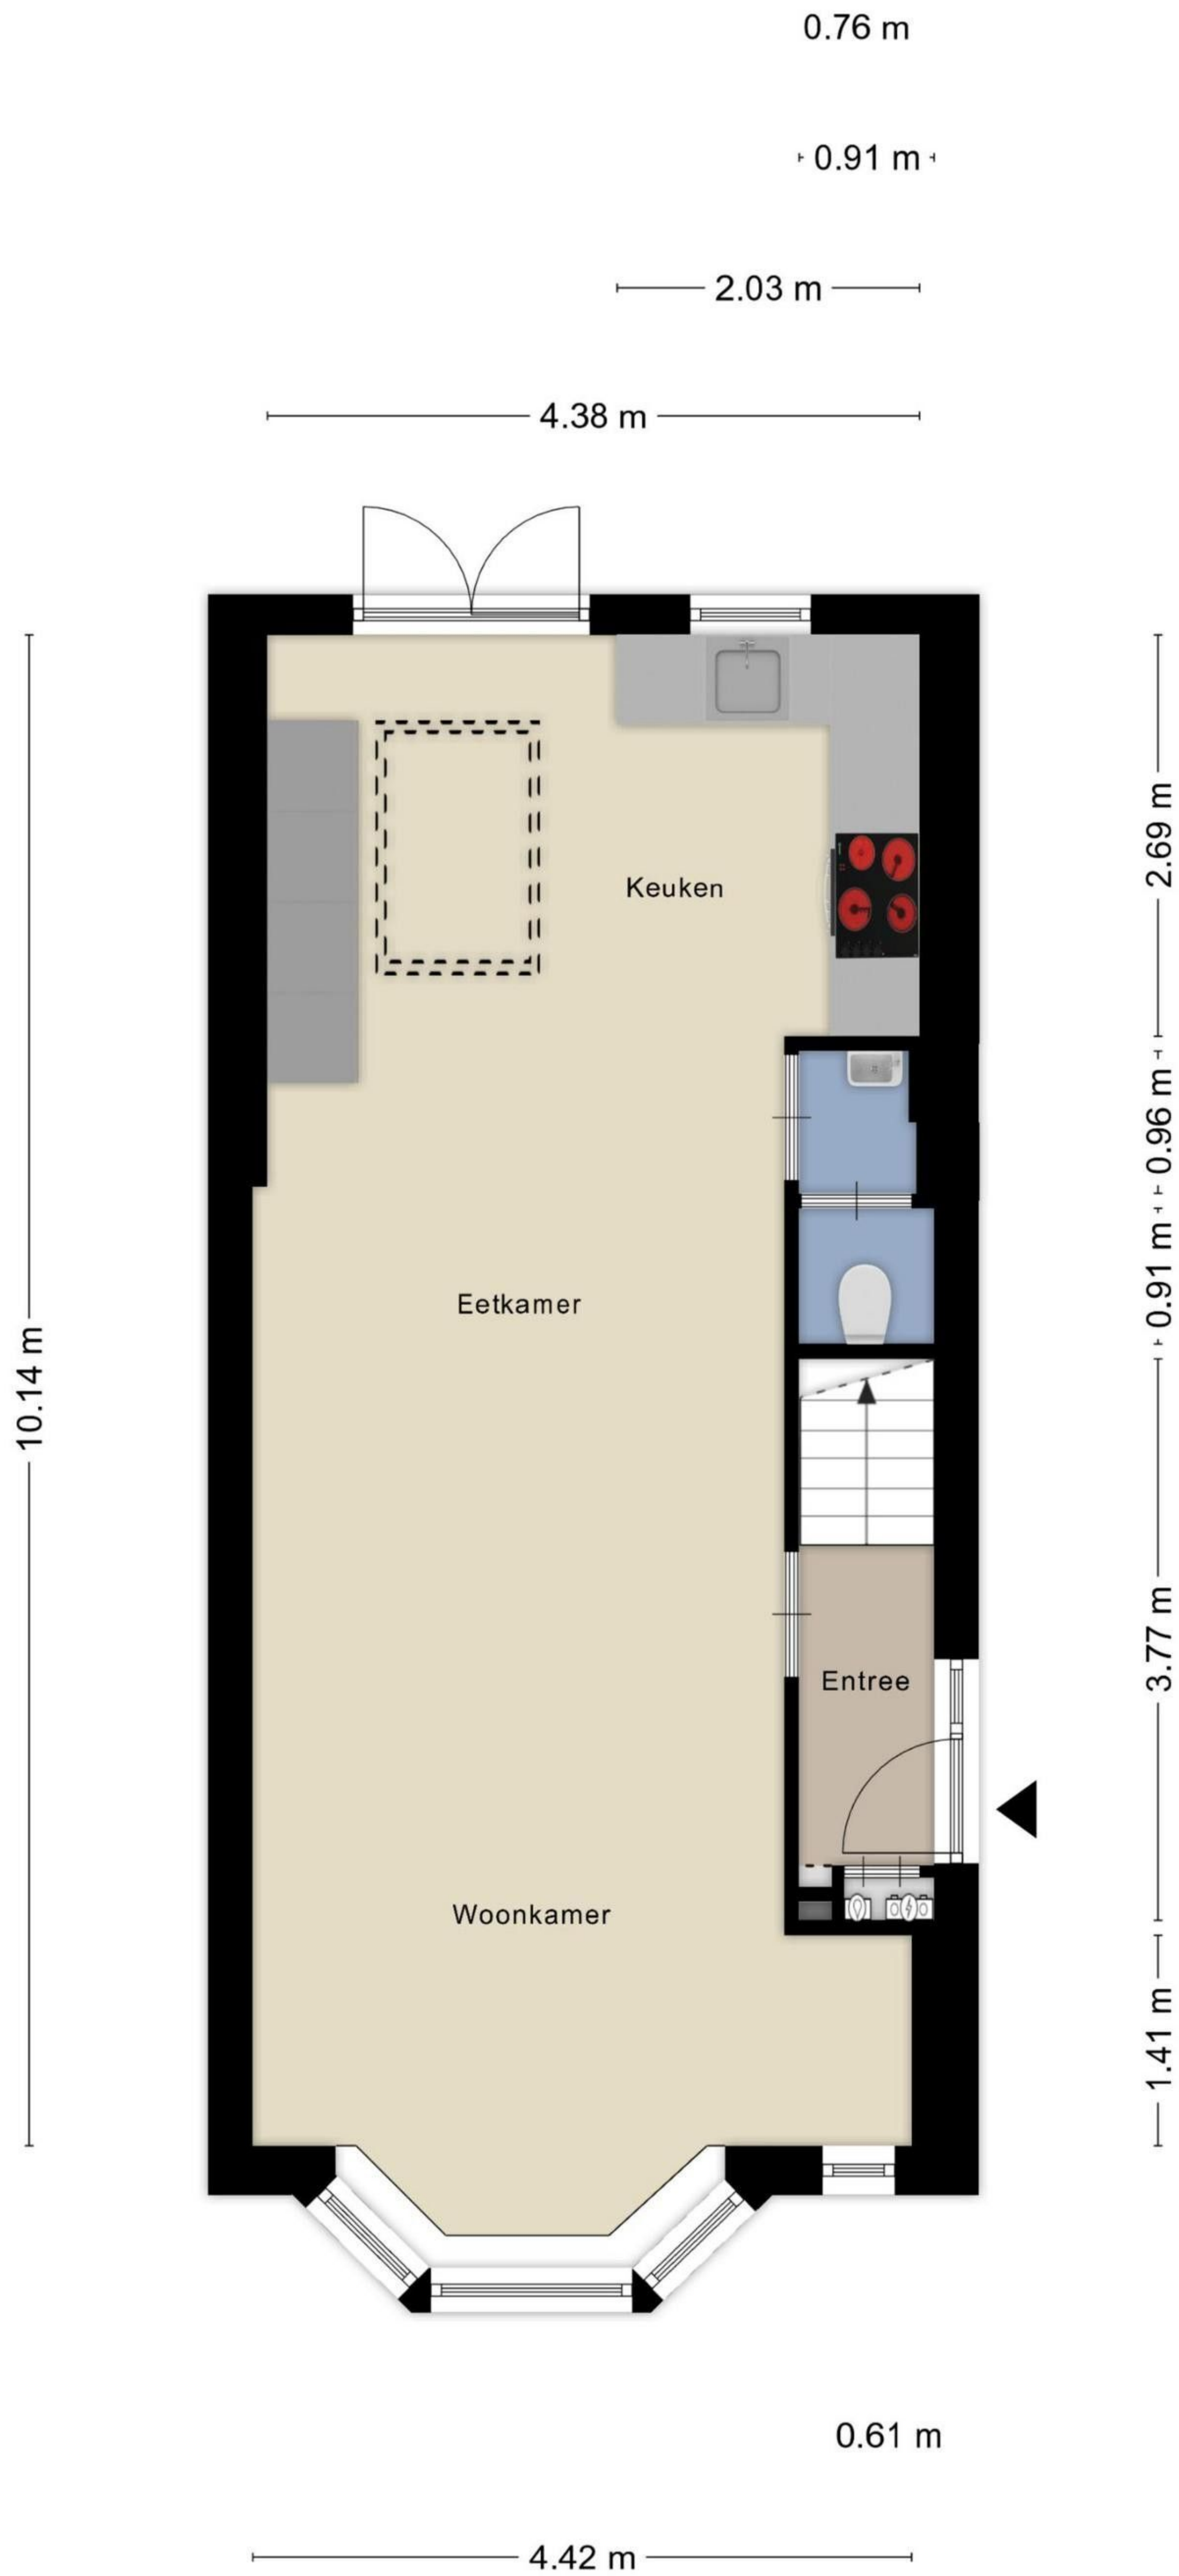 0.76 m
0.91 m
2.03 m
4.38 m
2.69 m
Keuken
0.96 m
0.91 m
Eetkamer
10.14 m
3.77 m
Entree
Woonkamer
1.41 m
0.61 m
4.42 m